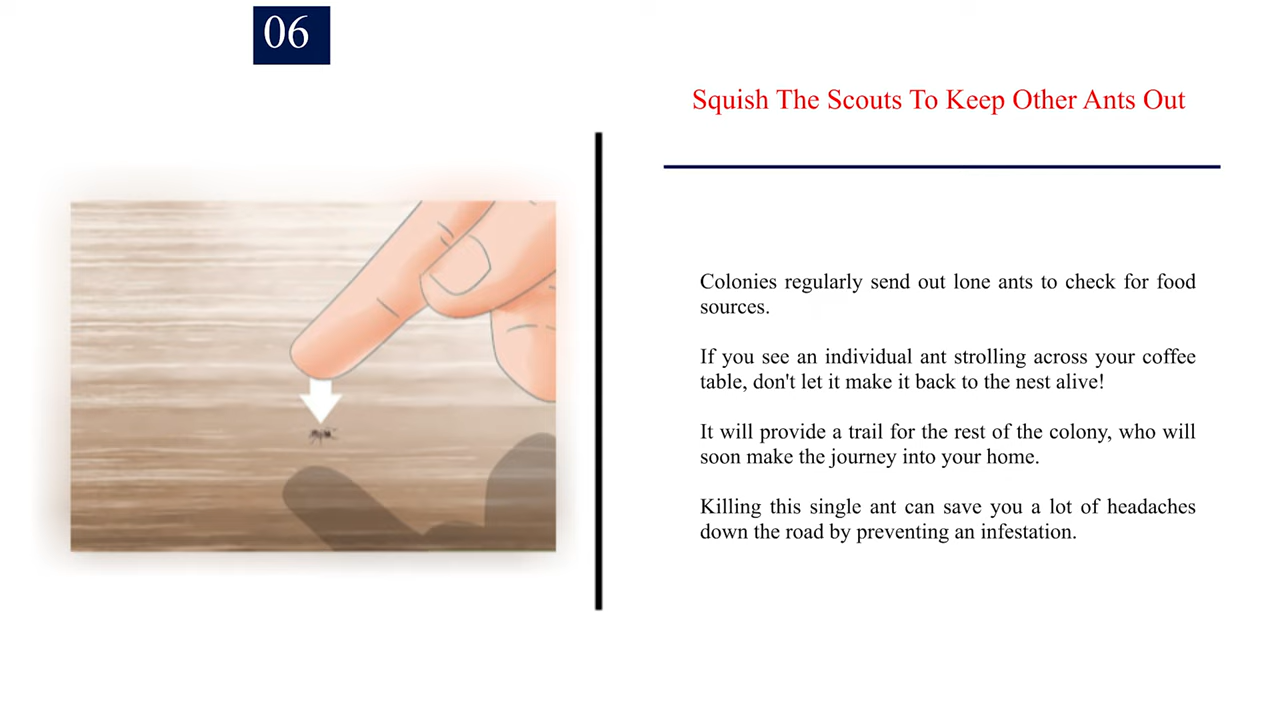 06
Squish The Scouts To Keep Other Ants Out
Colonies regularly send out lone ants to check for food
sources.
If you see an individual ant strolling across your coffee
table, don't let it make it back to the nest alive!
It will provide a trail for the rest of the colony, who will
soon make the journey into your home.
Killing this single ant can save you a lot of headaches
down the road by preventing an infestation.